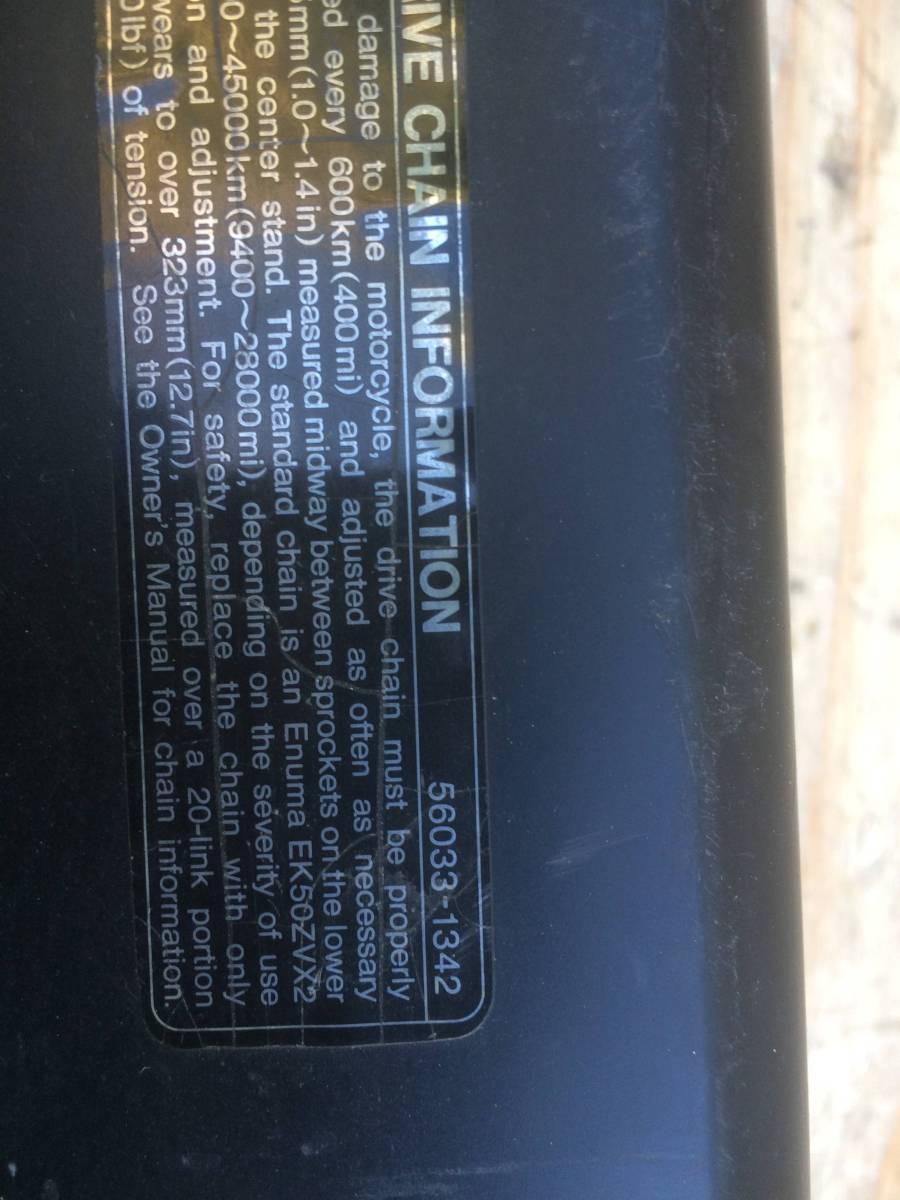 RIVE CHAIN INFORMATION 56033-1342
damage to the motorcycle, the drive chain must be properly
ed every 600km(400mi) and adjusted as often as necessary
mm(1.0~1.4in) measured midway between sprockets on the lower
the center stand. The standard chain is an Enuma EK50ZVX2
0~45000km(9400~28000mi), depending on the severity of use
on and adjustment. For safety, replace the chain with only
wears to over 323mm(12.7in), measured over a 20-link portion
0lbf) of tension. See the Owner's Manual for chain information.